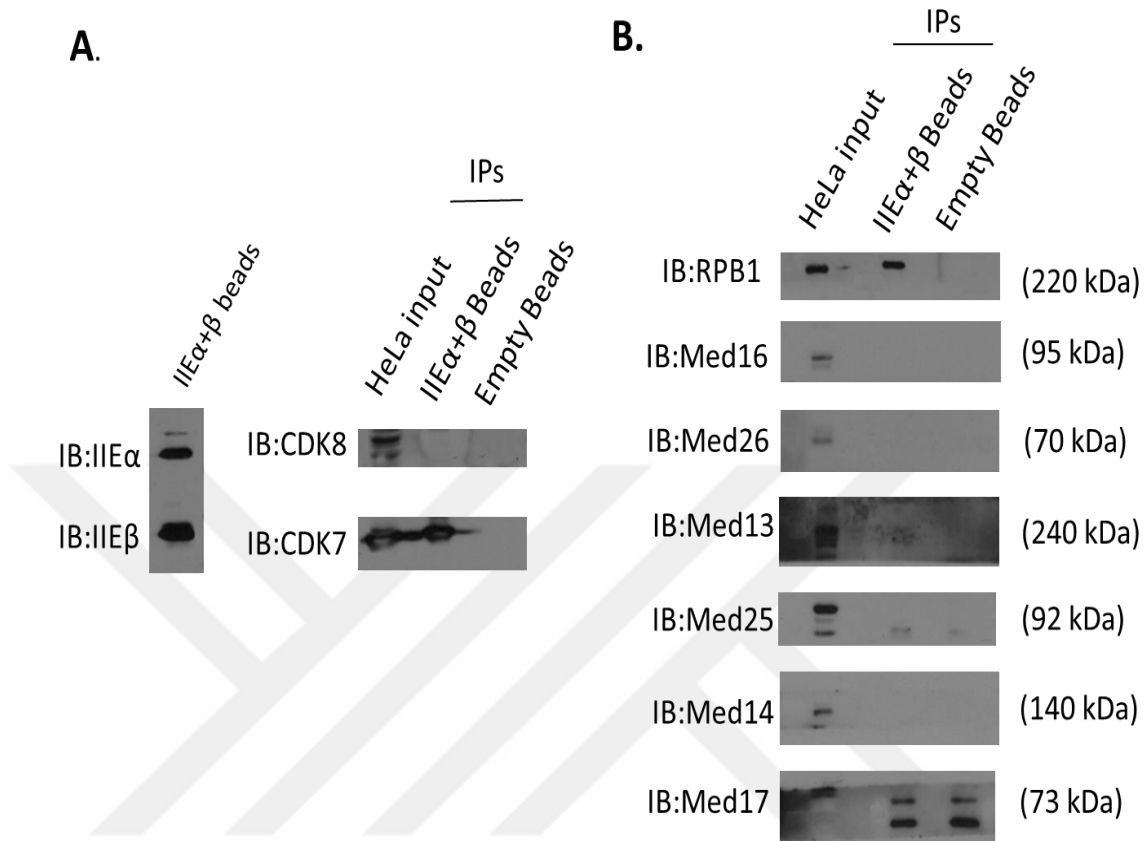 A.
IIEα+β beads
IB:IIEα
IB:IIEβ
IPs
HeLa input
IIEα+β Beads
Empty Beads
IB:CDK8
IB:CDK7
B.
IPs
HeLa input
IIEα+β Beads
Empty Beads
IB:RPB1 (220 kDa)
IB:Med16 (95 kDa)
IB:Med26 (70 kDa)
IB:Med13 (240 kDa)
IB:Med25 (92 kDa)
IB:Med14 (140 kDa)
IB:Med17 (73 kDa)